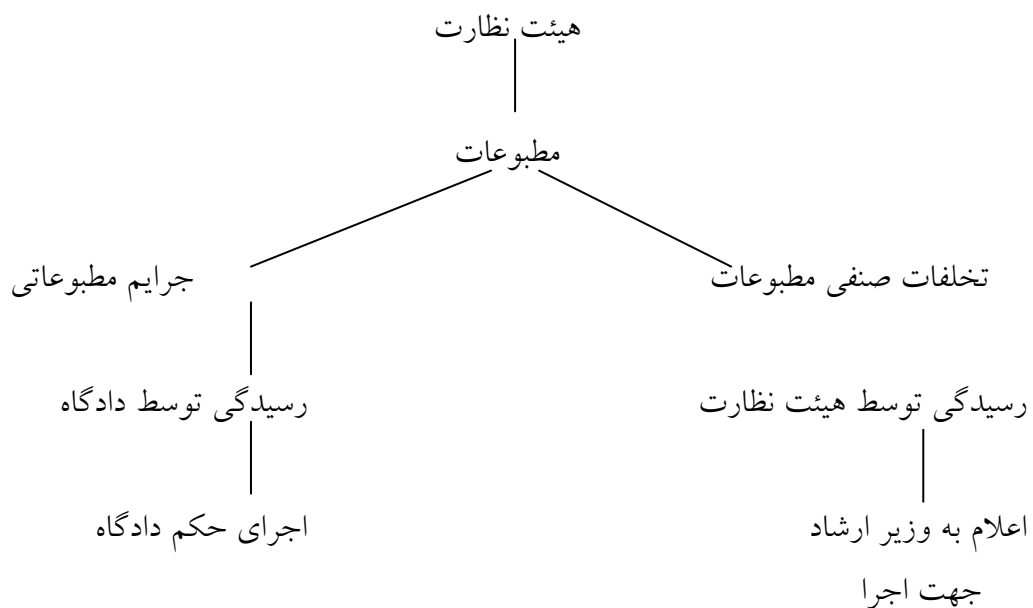 هیئت نظارت
مطبوعات
تخلفات صنفی مطبوعات
جرایم مطبوعاتی
رسیدگی توسط هیئت نظارت
رسیدگی توسط دادگاه
اعلام به وزیر ارشاد
جهت اجرا
اجرای حکم دادگاه